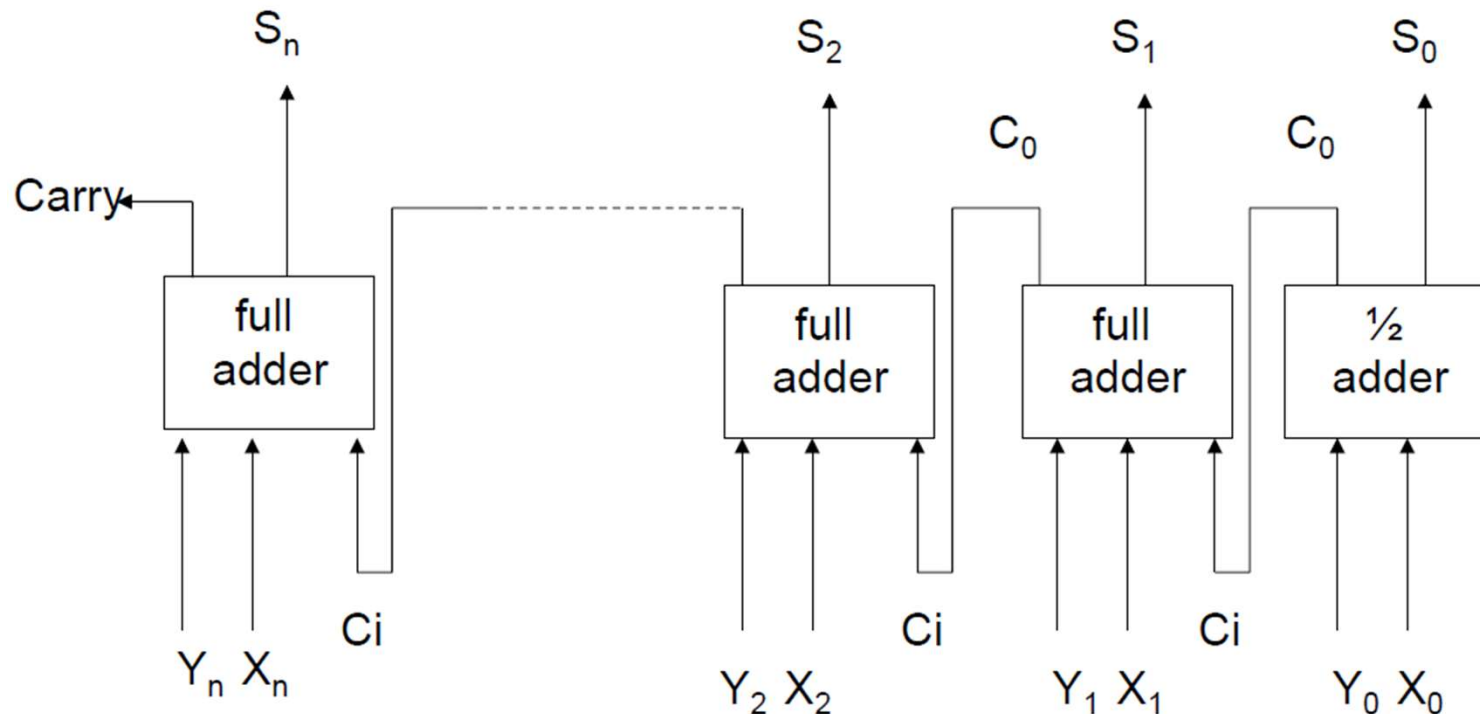 Sₙ S₂ S₁ S₀
C₀ C₀
Carry
full full full ½
adder adder adder adder
Ci Ci Ci
Yₙ Xₙ Y₂ X₂ Y₁ X₁ Y₀ X₀